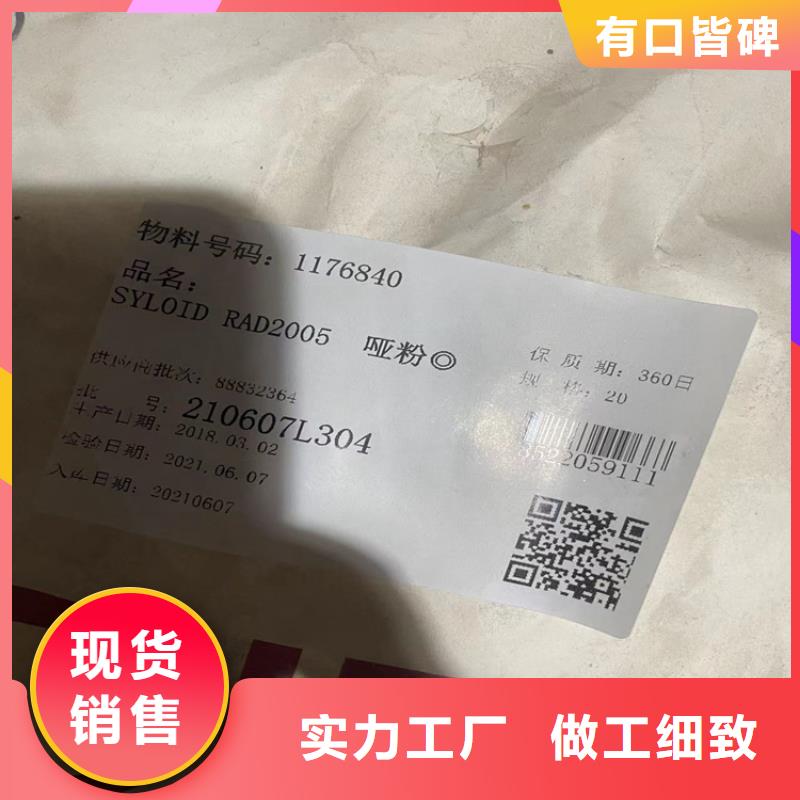 有口皆碑
物料号码: 1176840
品名:
SYLOID RAD2005 哑粉◎
保质期: 360日
规格: 20
供应商批次: 88832364
批号: 210607L304
生产日期: 2018.03.02
检验日期: 2021.06.07
入库日期: 20210607
3522059111
现货
销售
实力工厂 做工细致